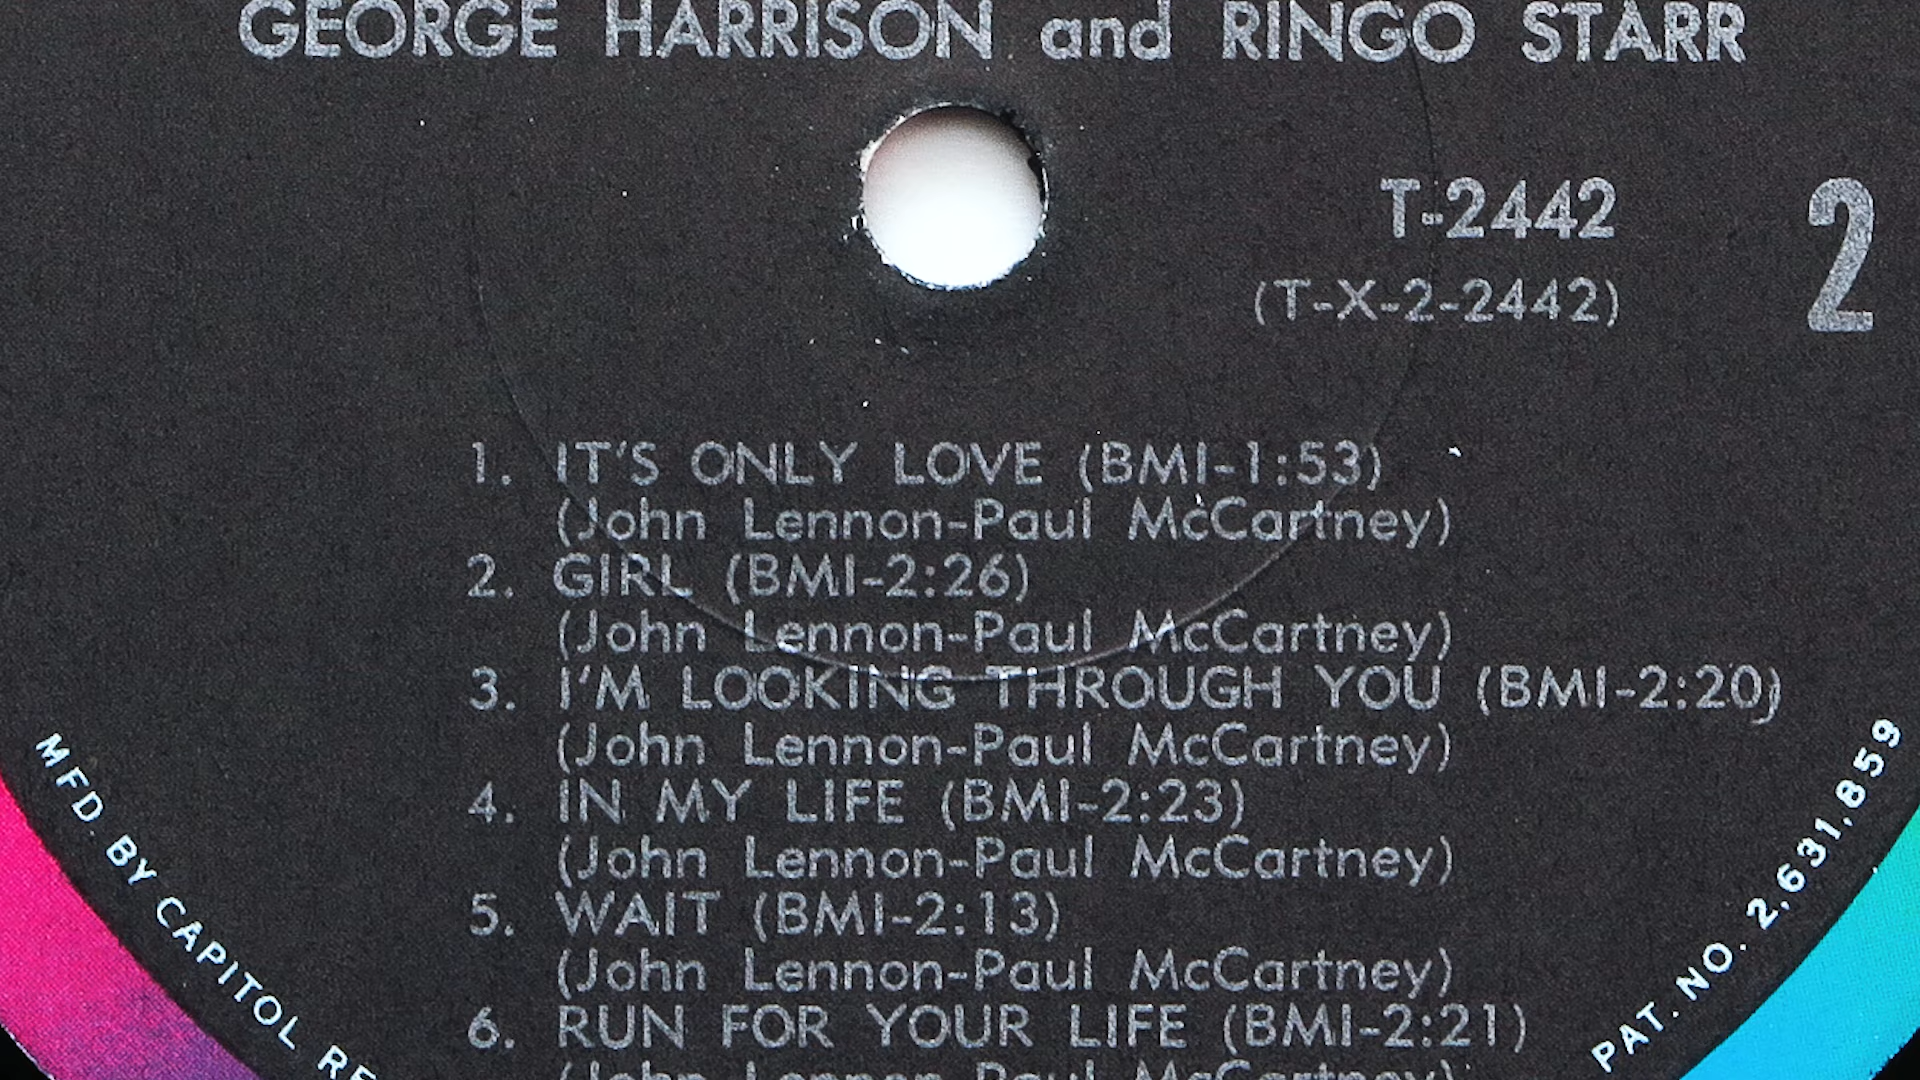 GEORGE HARRISON and RINGO STARR
T-2442
2
(T-X-2-2442)
1. IT'S ONLY LOVE (BMI-1:53)
(John Lennon-Paul McCartney)
2. GIRL (BMI-2:26)
(John Lennon-Paul McCartney)
3. I'M LOOKING THROUGH YOU (BMI-2:20)
(John Lennon-Paul McCartney)
4. IN MY LIFE (BMI-2:23)
(John Lennon-Paul McCartney)
5. WAIT (BMI-2:13)
(John Lennon-Paul McCartney)
6. RUN FOR YOUR LIFE (BMI-2:21)
(John Lennon-Paul McCartney)
MFD. BY CAPITOL
PAT. NO. 2,631,859